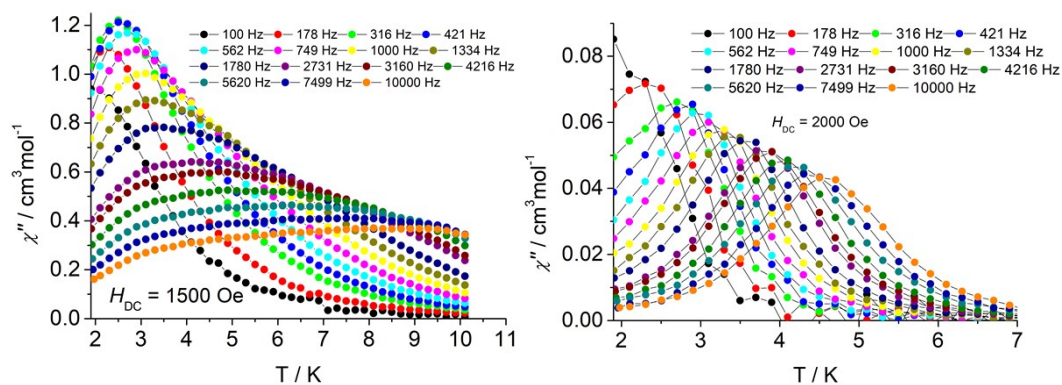 100 Hz 178 Hz 316 Hz 421 Hz
562 Hz 749 Hz 1000 Hz 1334 Hz
1780 Hz 2731 Hz 3160 Hz 4216 Hz
5620 Hz 7499 Hz 10000 Hz
χ'' / cm³mol⁻¹
1.2
1.0
0.8
0.6
0.4
0.2
0.0
H_DC = 1500 Oe
2 3 4 5 6 7 8 9 10 11
T / K
100 Hz 178 Hz 316 Hz 421 Hz
562 Hz 749 Hz 1000 Hz 1334 Hz
1780 Hz 2731 Hz 3160 Hz 4216 Hz
5620 Hz 7499 Hz 10000 Hz
H_DC = 2000 Oe
χ'' / cm³mol⁻¹
0.08
0.06
0.04
0.02
0.00
2 3 4 5 6 7
T / K